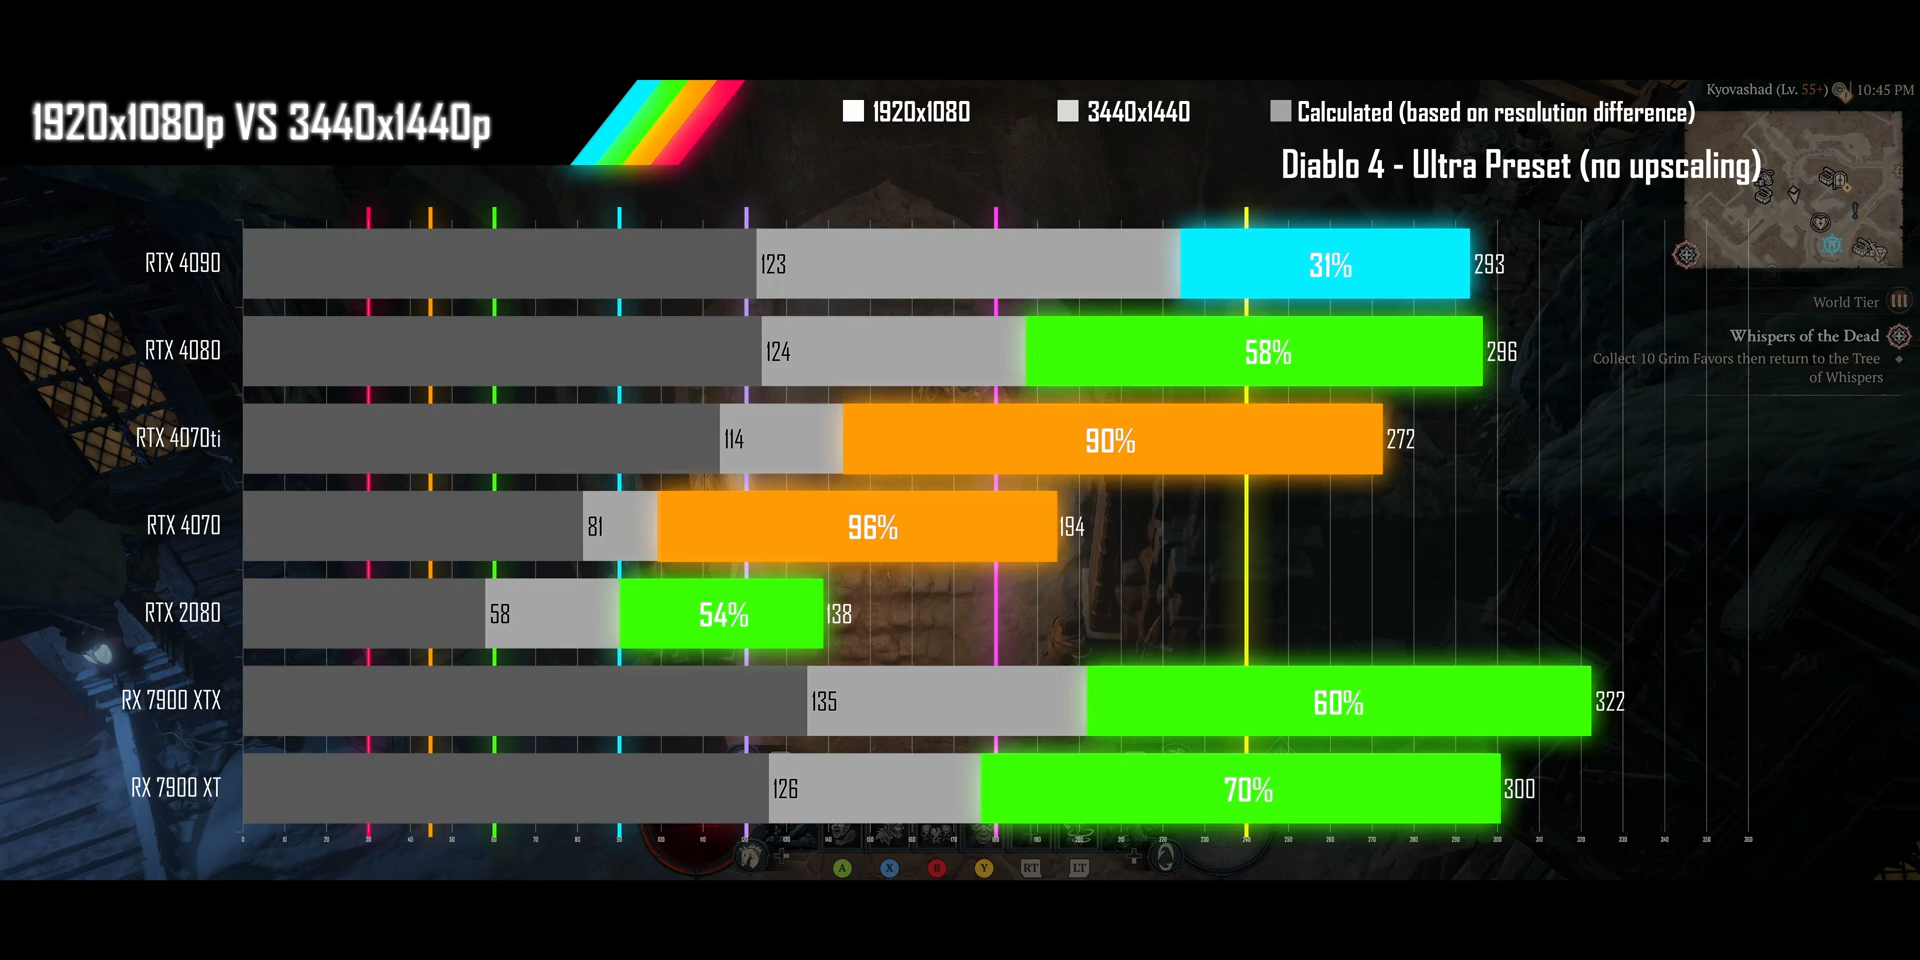 1920x1080p VS 3440x1440p
1920x1080
3440x1440
Calculated (based on resolution difference)
Diablo 4 - Ultra Preset (no upscaling)
Kyovashad (Lv. 55+)
10:45 PM
World Tier III
Whispers of the Dead
Collect 10 Grim Favors then return to the Tree
of Whispers
RTX 4090
123
31%
293
RTX 4080
124
58%
296
RTX 4070ti
114
90%
272
RTX 4070
81
96%
194
RTX 2080
58
54%
138
RX 7900 XTX
135
60%
322
RX 7900 XT
126
70%
300
A X B Y RT LT